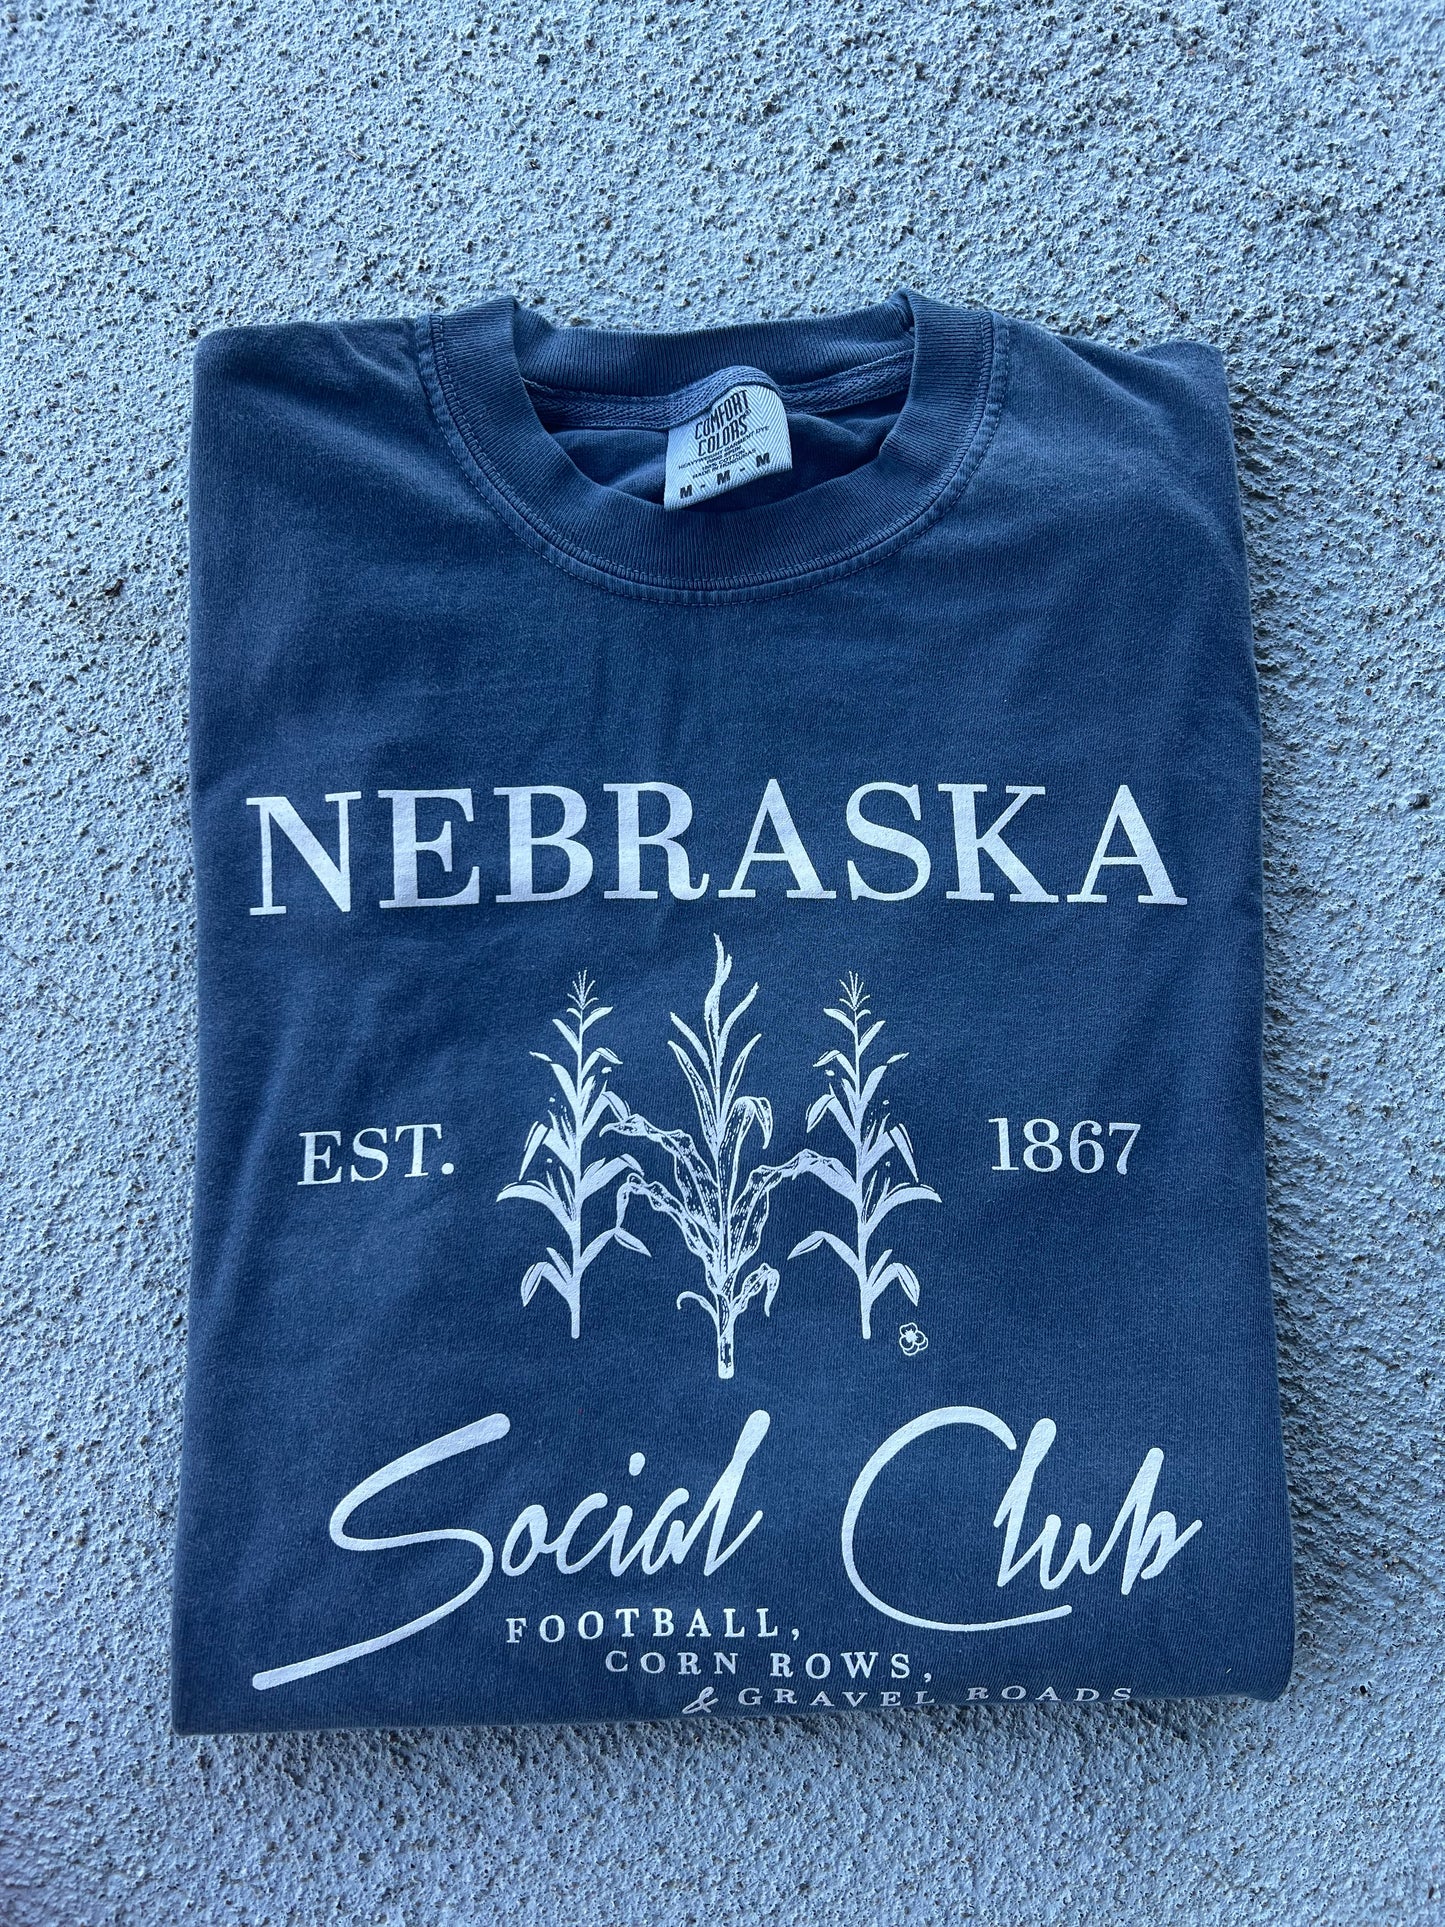 COMFORT
COLORS
M - M - M
NEBRASKA
EST. 1867
Social Club
FOOTBALL,
CORN ROWS,
& GRAVEL ROADS